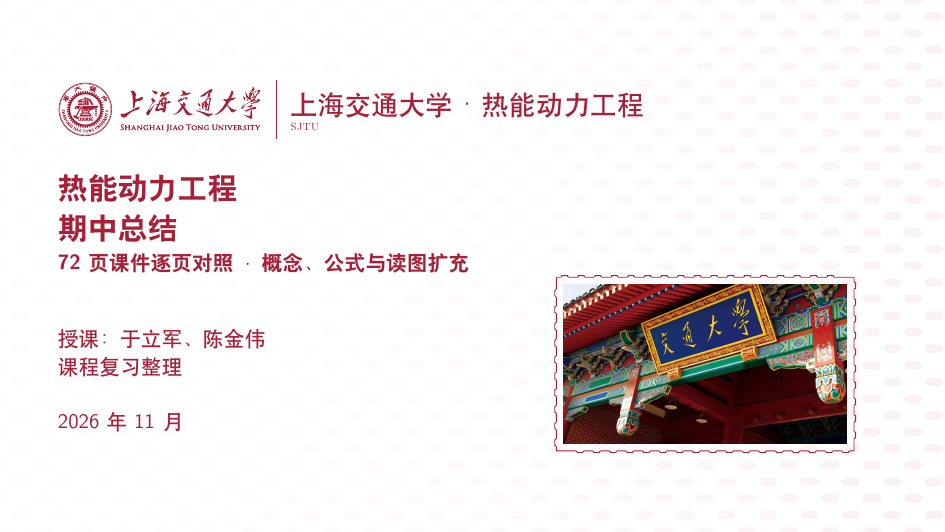 上海交通大学
SHANGHAI JIAO TONG UNIVERSITY
上海交通大学 · 热能动力工程
SJTU
热能动力工程
期中总结
72 页课件逐页对照 · 概念、公式与读图扩充
授课：于立军、陈金伟
课程复习整理
2026 年 11 月
交通大学